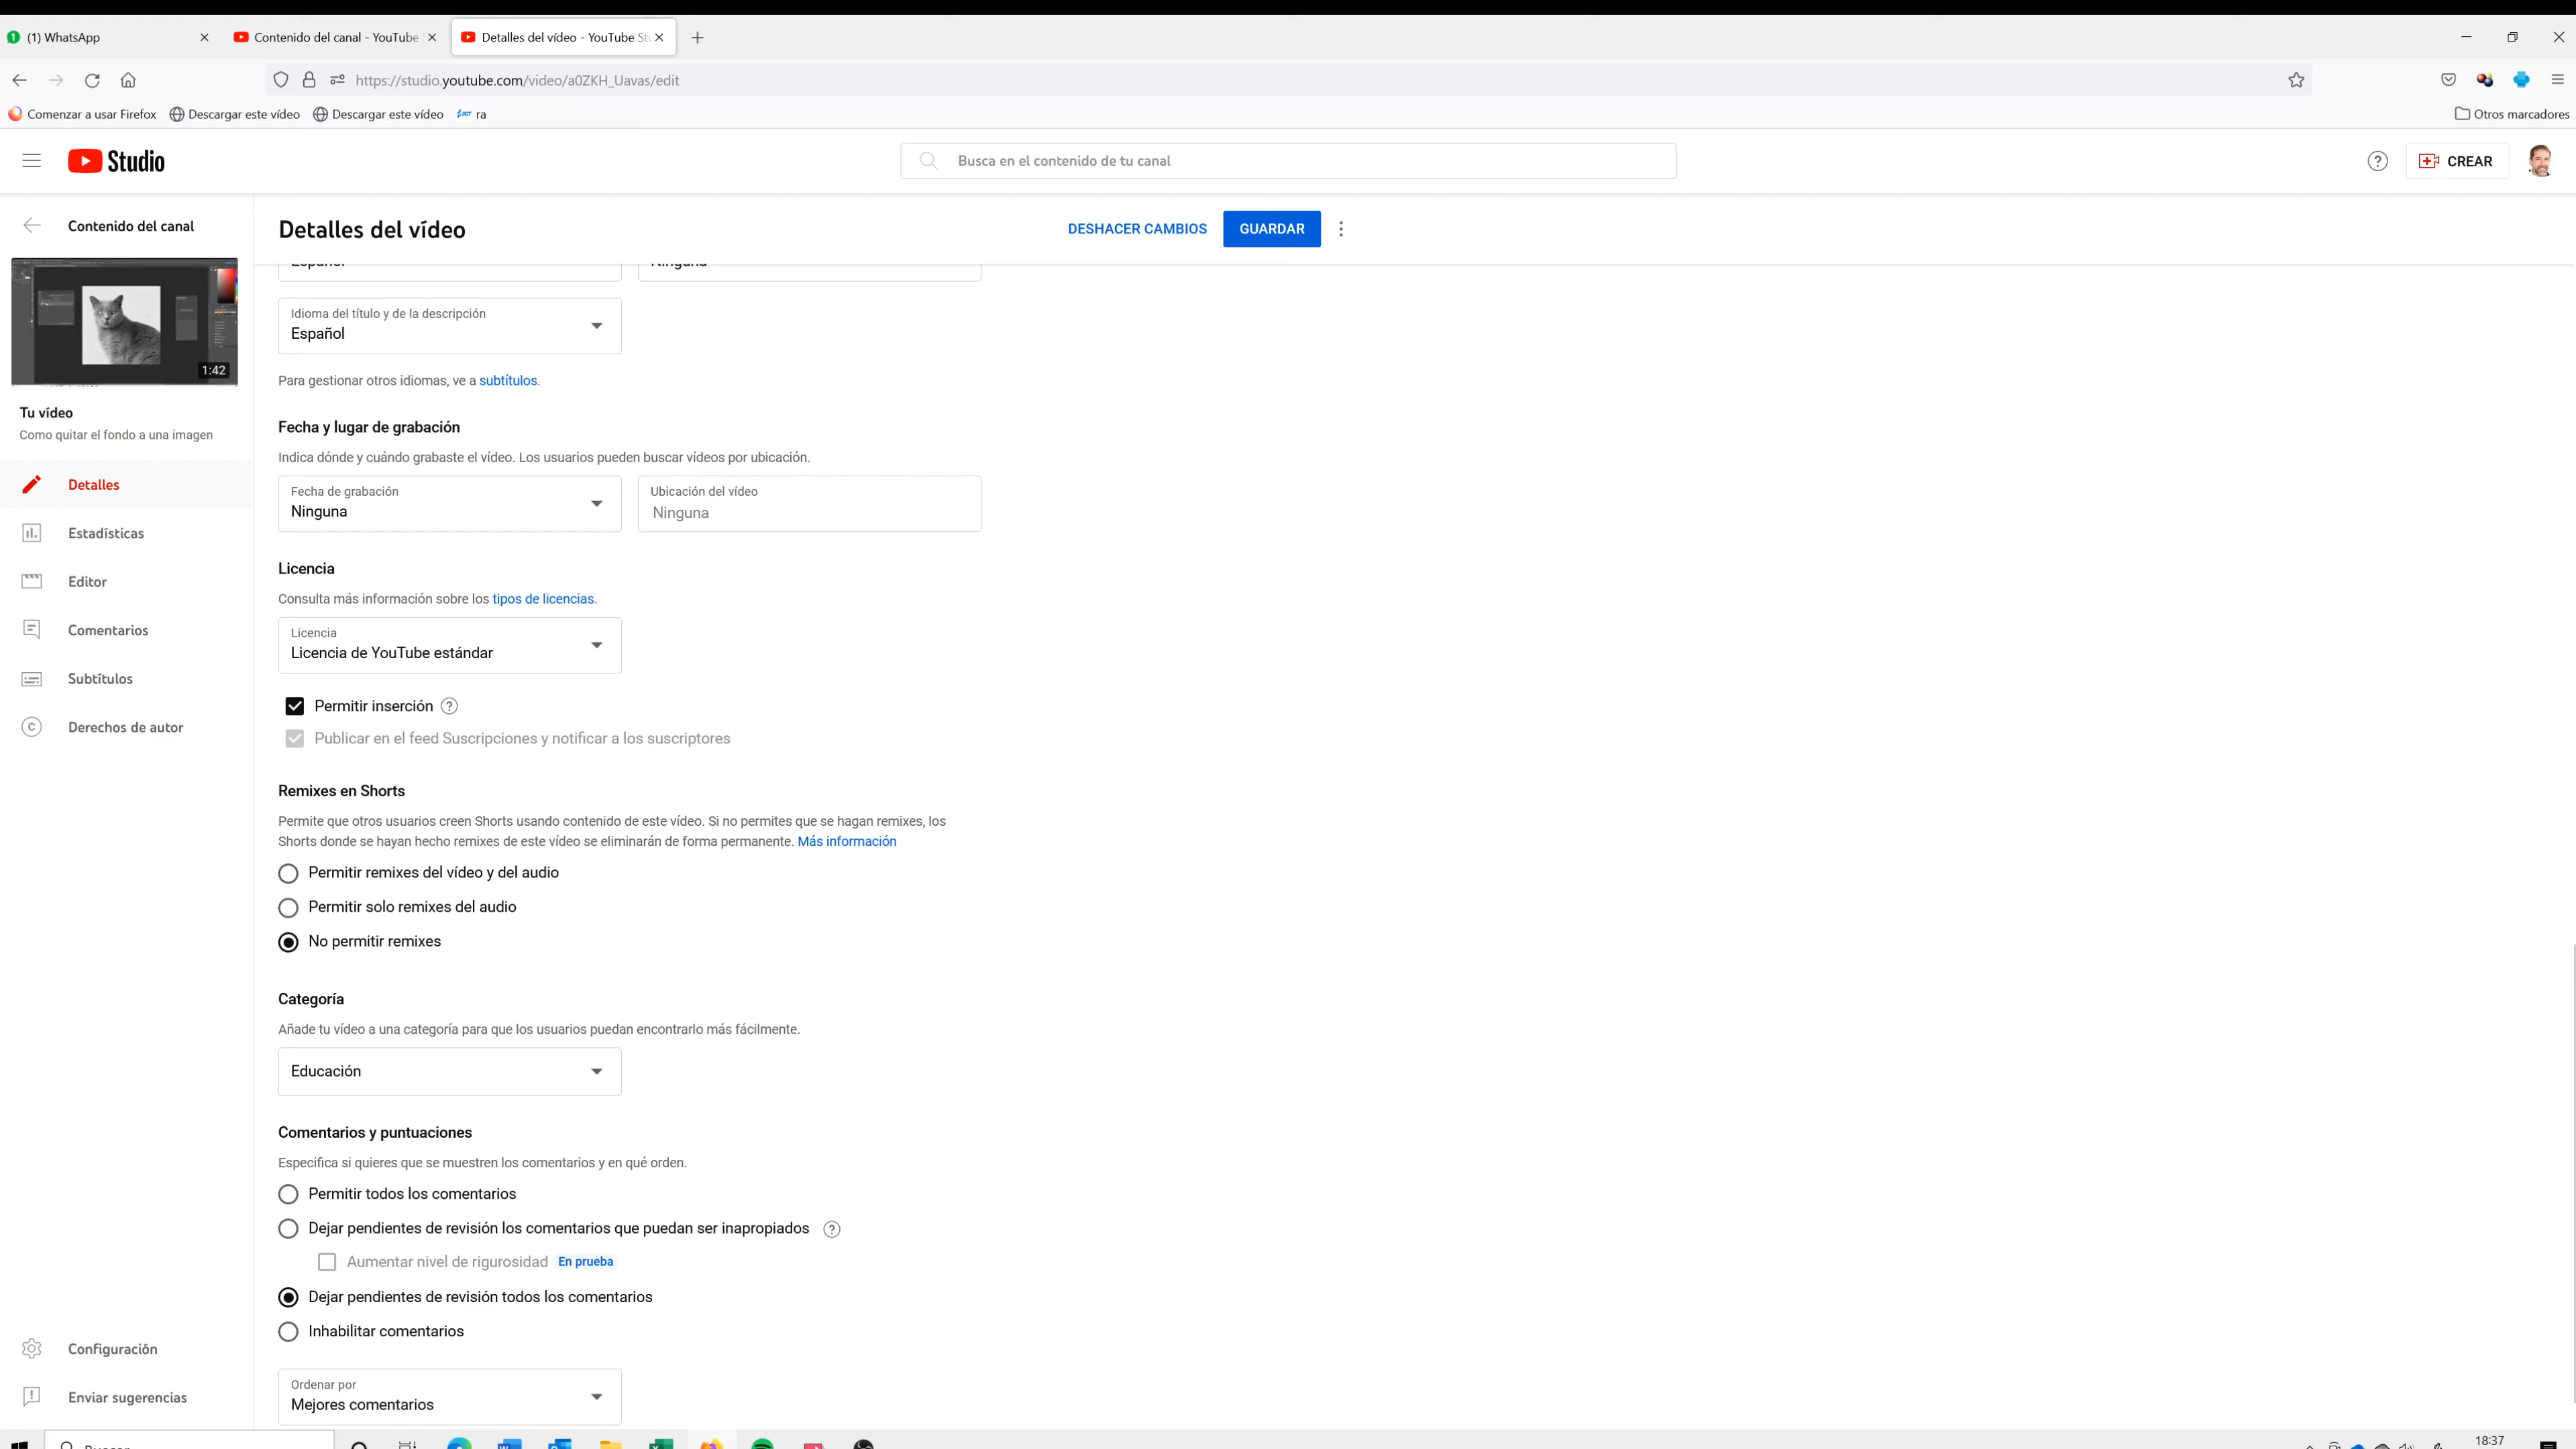 (1) WhatsApp
Contenido del canal - YouTube
Detalles del vídeo - YouTube St
https://studio.youtube.com/video/a0ZKH_Uavas/edit
Comenzar a usar Firefox
Descargar este vídeo
Descargar este vídeo
ra
Otros marcadores
Studio
Busca en el contenido de tu canal
CREAR
Contenido del canal
1:42
Tu vídeo
Como quitar el fondo a una imagen
Detalles
Estadísticas
Editor
Comentarios
Subtítulos
Derechos de autor
Configuración
Enviar sugerencias
Detalles del vídeo
DESHACER CAMBIOS
GUARDAR
Español
Ninguna
Idioma del título y de la descripción
Español
Para gestionar otros idiomas, ve a subtítulos.
Fecha y lugar de grabación
Indica dónde y cuándo grabaste el vídeo. Los usuarios pueden buscar vídeos por ubicación.
Fecha de grabación
Ninguna
Ubicación del vídeo
Ninguna
Licencia
Consulta más información sobre los tipos de licencias.
Licencia
Licencia de YouTube estándar
Permitir inserción
Publicar en el feed Suscripciones y notificar a los suscriptores
Remixes en Shorts
Permite que otros usuarios creen Shorts usando contenido de este vídeo. Si no permites que se hagan remixes, los
Shorts donde se hayan hecho remixes de este vídeo se eliminarán de forma permanente. Más información
Permitir remixes del vídeo y del audio
Permitir solo remixes del audio
No permitir remixes
Categoría
Añade tu vídeo a una categoría para que los usuarios puedan encontrarlo más fácilmente.
Educación
Comentarios y puntuaciones
Especifica si quieres que se muestren los comentarios y en qué orden.
Permitir todos los comentarios
Dejar pendientes de revisión los comentarios que puedan ser inapropiados
Aumentar nivel de rigurosidad En prueba
Dejar pendientes de revisión todos los comentarios
Inhabilitar comentarios
Ordenar por
Mejores comentarios
18:37